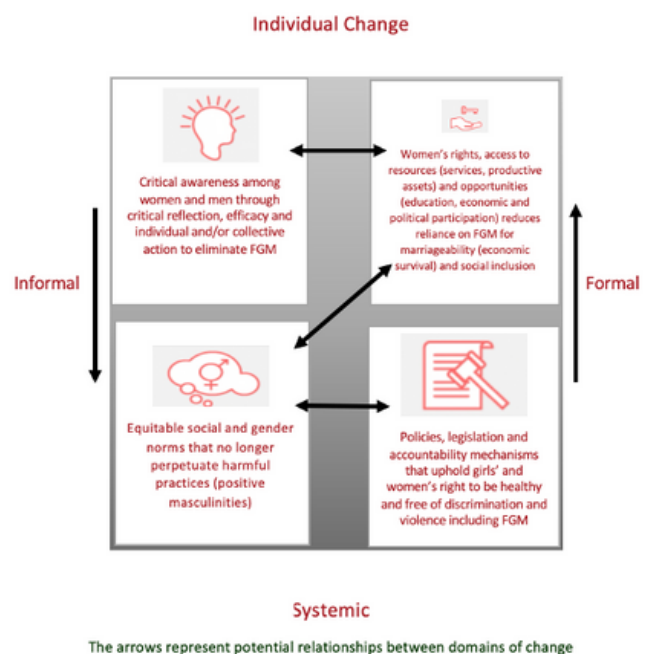 Individual Change
Critical awareness among
women and men through
critical reflection, efficacy and
individual and/or collective
action to eliminate FGM
Women's rights, access to
resources (services, productive
assets) and opportunities
(education, economic and
political participation) reduces
reliance on FGM for
marriageability (economic
survival) and social inclusion
Informal
Formal
Equitable social and gender
norms that no longer
perpetuate harmful
practices (positive
masculinities)
Policies, legislation and
accountability mechanisms
that uphold girls' and
women's right to be healthy
and free of discrimination and
violence including FGM
Systemic
The arrows represent potential relationships between domains of change